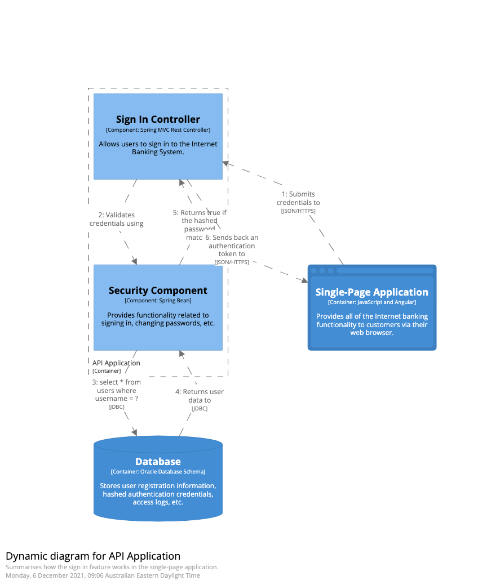 Sign In Controller
[Component: Spring MVC Rest Controller]
Allows users to sign in to the Internet
Banking System.
1: Submits
credentials to
[JSON/HTTPS]
2: Validates
credentials using
5: Returns true if
the hashed
password
matc
6: Sends back an
authentication
token to
[JSON/HTTPS]
Security Component
[Component: Spring Bean]
Provides functionality related to
signing in, changing passwords, etc.
Single-Page Application
[Container: JavaScript and Angular]
Provides all of the Internet banking
functionality to customers via their
web browser.
API Application
[Container]
3: select * from
users where
username = ?
[JDBC]
4: Returns user
data to
[JDBC]
Database
[Container: Oracle Database Schema]
Stores user registration information,
hashed authentication credentials,
access logs, etc.
Dynamic diagram for API Application
Summarises how the sign in feature works in the single-page application.
Monday, 6 December 2021, 09:06 Australian Eastern Daylight Time